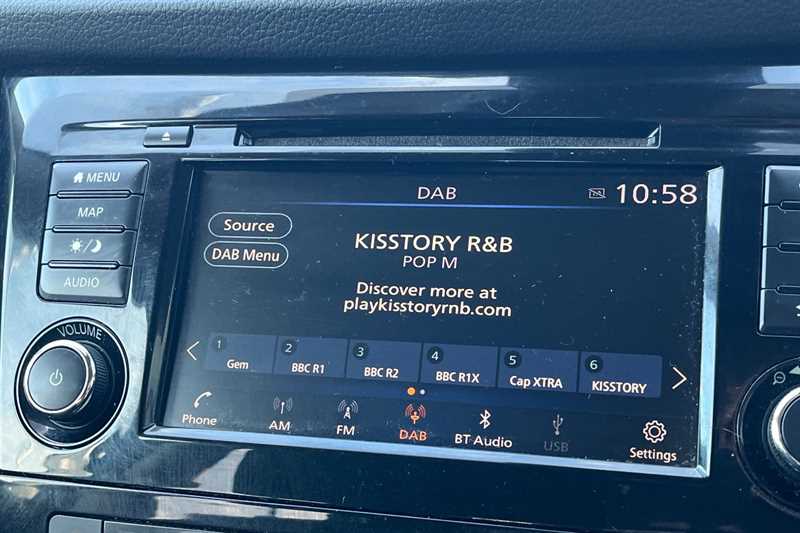 MENU
MAP
AUDIO
VOLUME
DAB
10:58
Source
DAB Menu
KISSTORY R&B
POP M
Discover more at
playkisstoryrnb.com
1
Gem
2
BBC R1
3
BBC R2
4
BBC R1X
5
Cap XTRA
6
KISSTORY
Phone
AM
FM
DAB
BT Audio
USB
Settings